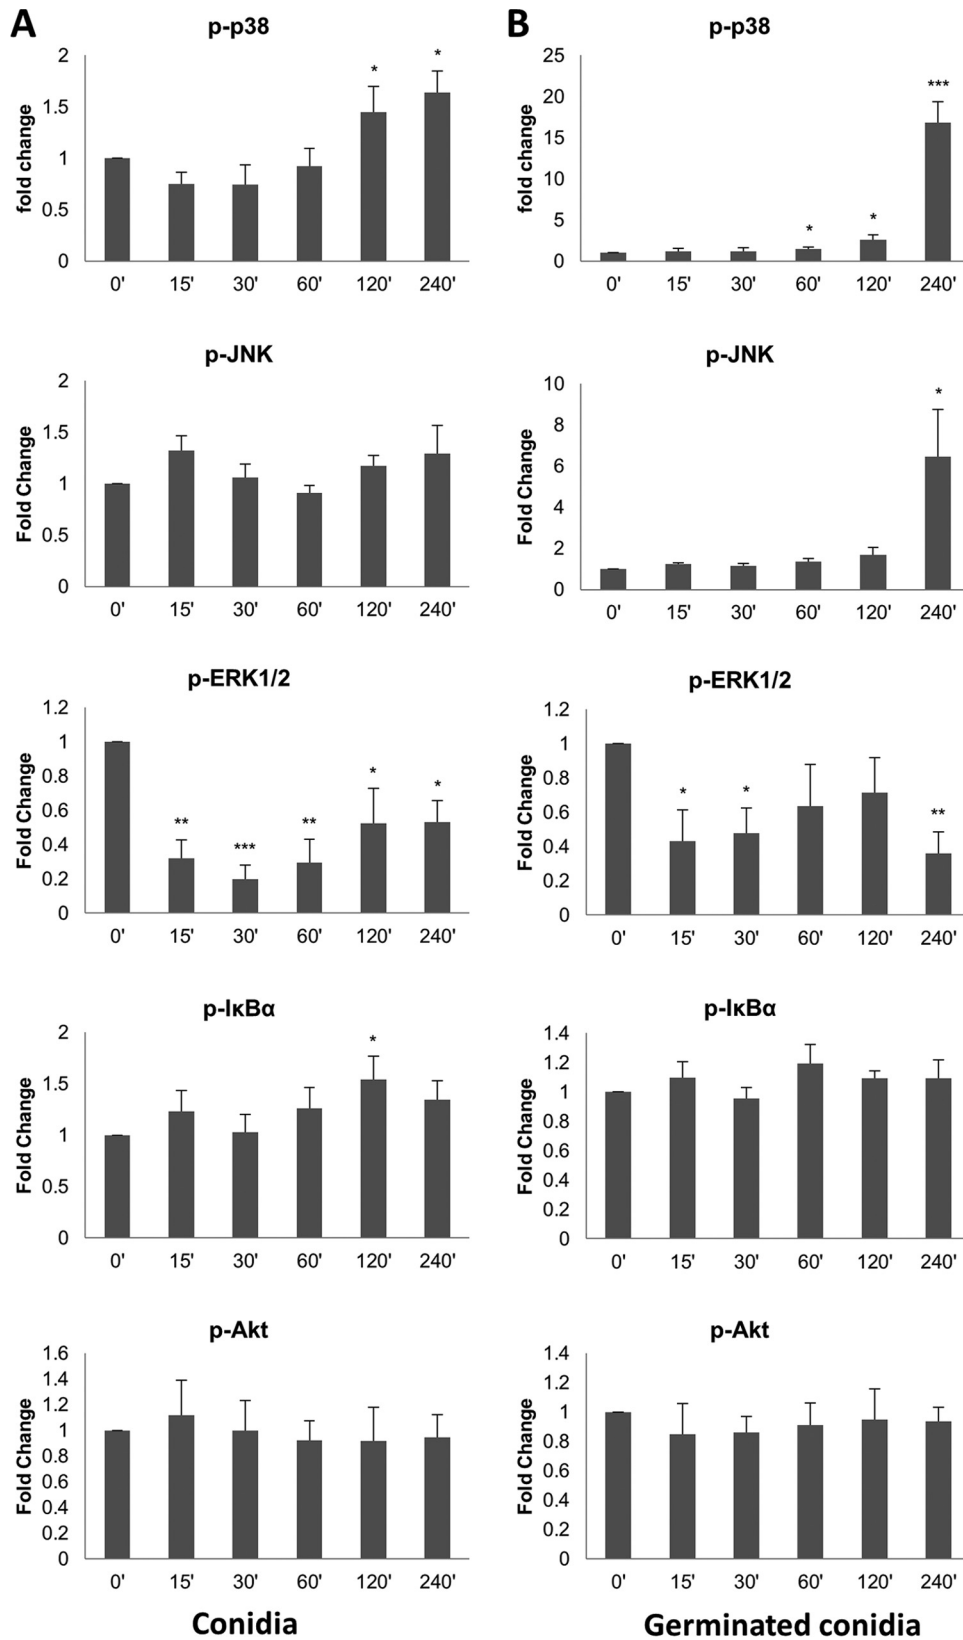 A
p-p38
2
1.5
1
0.5
0
fold change
* *
0' 15' 30' 60' 120' 240'
p-JNK
2
1.5
1
0.5
0
Fold Change
0' 15' 30' 60' 120' 240'
p-ERK1/2
1.2
1
0.8
0.6
0.4
0.2
0
Fold Change
** *** ** * *
0' 15' 30' 60' 120' 240'
p-IκBα
2
1.5
1
0.5
0
Fold Change
*
0' 15' 30' 60' 120' 240'
p-Akt
1.6
1.4
1.2
1
0.8
0.6
0.4
0.2
0
Fold Change
0' 15' 30' 60' 120' 240'
Conidia
B
p-p38
25
20
15
10
5
0
fold change
* * ***
0' 15' 30' 60' 120' 240'
p-JNK
10
8
6
4
2
0
Fold Change
*
0' 15' 30' 60' 120' 240'
p-ERK1/2
1.2
1
0.8
0.6
0.4
0.2
0
Fold Change
* * **
0' 15' 30' 60' 120' 240'
p-IκBα
1.4
1.2
1
0.8
0.6
0.4
0.2
0
Fold Change
0' 15' 30' 60' 120' 240'
p-Akt
1.4
1.2
1
0.8
0.6
0.4
0.2
0
Fold Change
0' 15' 30' 60' 120' 240'
Germinated conidia